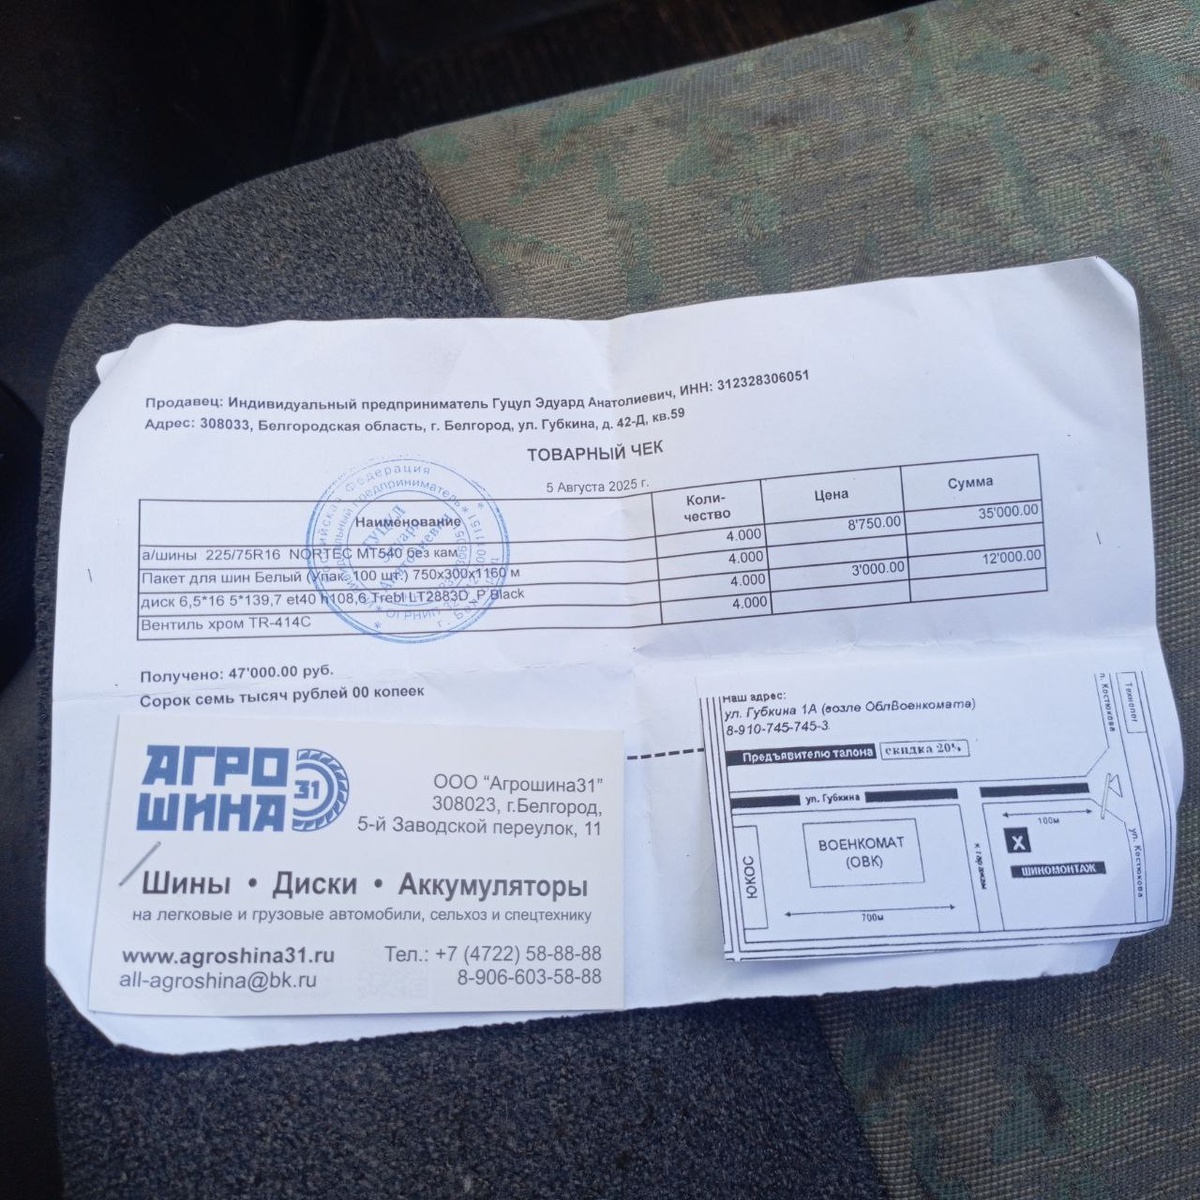 Продавец: Индивидуальный предприниматель Гуцул Эдуард Анатолиевич, ИНН: 312328306051
Адрес: 308033, Белгородская область, г. Белгород, ул. Губкина, д. 42-Д, кв.59
ТОВАРНЫЙ ЧЕК
5 Августа 2025 г.
Наименование Коли-чество Цена Сумма
а/шины 225/75R16 NORTEC MT540 без кам. 4.000 8'750.00 35'000.00
Пакет для шин Белый (Упак. 100 шт.) 750x300x1160 м 4.000
диск 6,5*16 5*139,7 et40 h108,6 Trebl LT2883D_P Black 4.000 3'000.00 12'000.00
Вентиль хром TR-414C 4.000
Получено: 47'000.00 руб.
Сорок семь тысяч рублей 00 копеек
АГРО
ШИНА 31
ООО "Агрошина31"
308023, г.Белгород,
5-й Заводской переулок, 11
Шины • Диски • Аккумуляторы
на легковые и грузовые автомобили, сельхоз и спецтехнику
www.agroshina31.ru Тел.: +7 (4722) 58-88-88
all-agroshina@bk.ru 8-906-603-58-88
Наш адрес:
ул. Губкина 1А (возле ОблВоенкомата)
8-910-745-745-3
Предъявителю талона скидка 20%
ул. Губкина
ВОЕНКОМАТ
(ОВК)
ЮКОС
700м
100м
X
ШИНОМОНТАЖ
ул. Костюкова